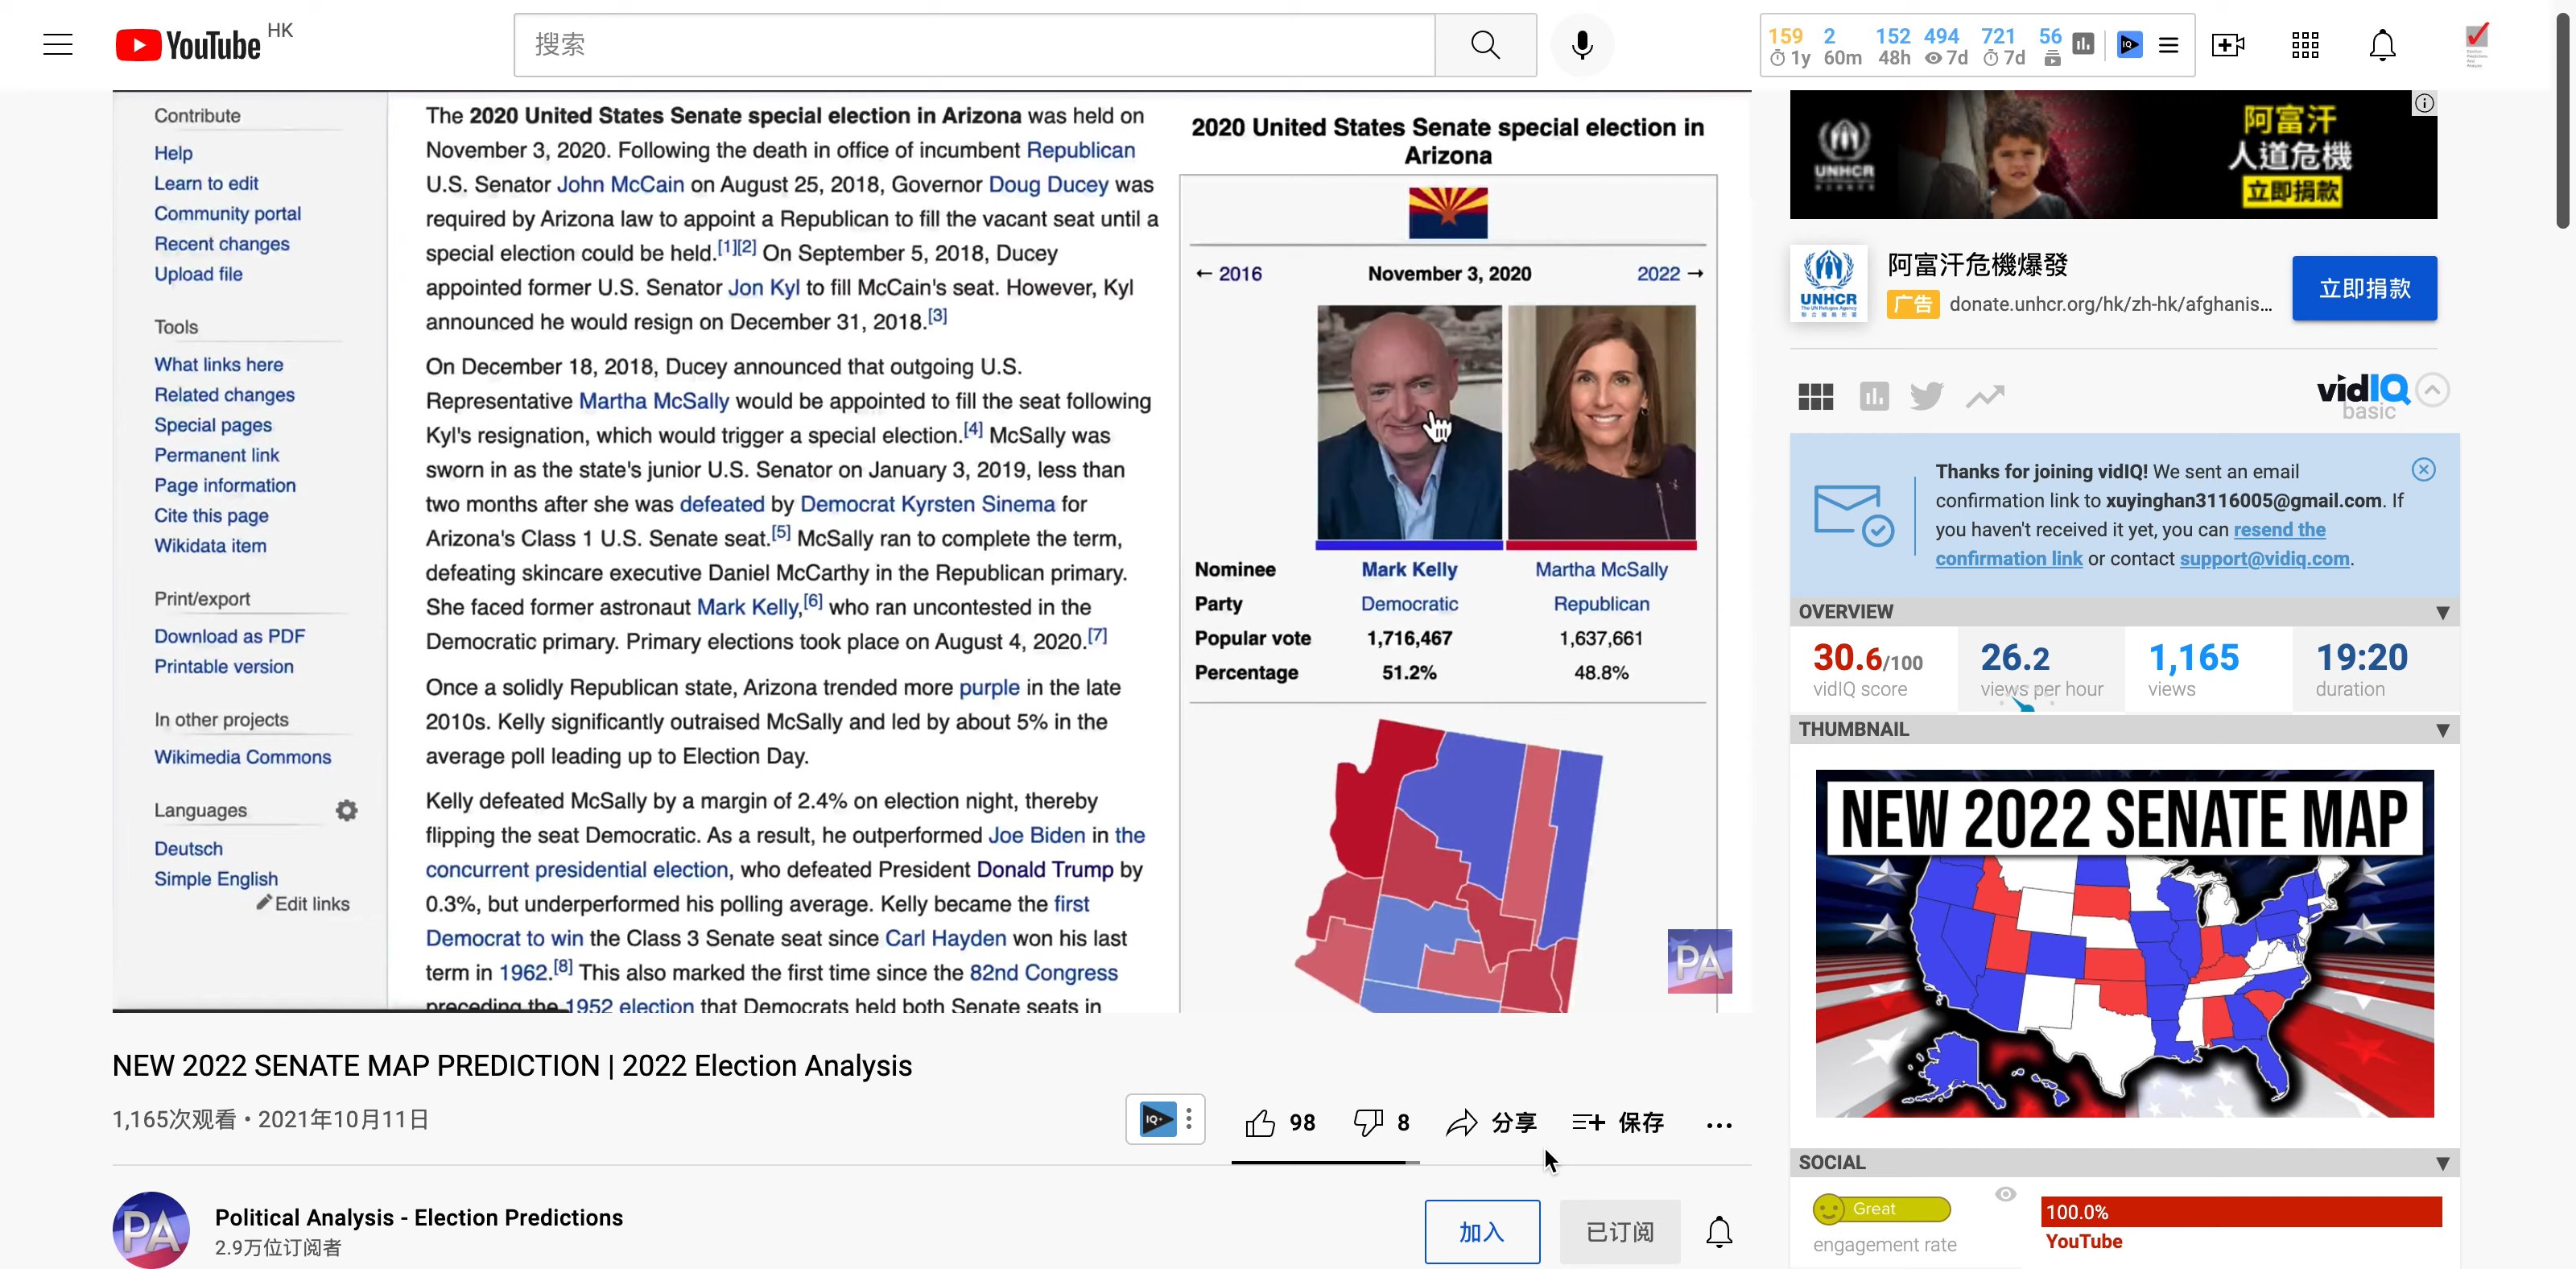 YouTube HK
搜索
159 2 152 494 721 56
1y 60m 48h 7d 7d
Contribute
Help
Learn to edit
Community portal
Recent changes
Upload file
Tools
What links here
Related changes
Special pages
Permanent link
Page information
Cite this page
Wikidata item
Print/export
Download as PDF
Printable version
In other projects
Wikimedia Commons
Languages
Deutsch
Simple English
Edit links
The 2020 United States Senate special election in Arizona was held on
November 3, 2020. Following the death in office of incumbent Republican
U.S. Senator John McCain on August 25, 2018, Governor Doug Ducey was
required by Arizona law to appoint a Republican to fill the vacant seat until a
special election could be held.[1][2] On September 5, 2018, Ducey
appointed former U.S. Senator Jon Kyl to fill McCain's seat. However, Kyl
announced he would resign on December 31, 2018.[3]
On December 18, 2018, Ducey announced that outgoing U.S.
Representative Martha McSally would be appointed to fill the seat following
Kyl's resignation, which would trigger a special election.[4] McSally was
sworn in as the state's junior U.S. Senator on January 3, 2019, less than
two months after she was defeated by Democrat Kyrsten Sinema for
Arizona's Class 1 U.S. Senate seat.[5] McSally ran to complete the term,
defeating skincare executive Daniel McCarthy in the Republican primary.
She faced former astronaut Mark Kelly,[6] who ran uncontested in the
Democratic primary. Primary elections took place on August 4, 2020.[7]
Once a solidly Republican state, Arizona trended more purple in the late
2010s. Kelly significantly outraised McSally and led by about 5% in the
average poll leading up to Election Day.
Kelly defeated McSally by a margin of 2.4% on election night, thereby
flipping the seat Democratic. As a result, he outperformed Joe Biden in the
concurrent presidential election, who defeated President Donald Trump by
0.3%, but underperformed his polling average. Kelly became the first
Democrat to win the Class 3 Senate seat since Carl Hayden won his last
term in 1962.[8] This also marked the first time since the 82nd Congress
preceding the 1952 election that Democrats held both Senate seats in
2020 United States Senate special election in
Arizona
← 2016 November 3, 2020 2022 →
Nominee Mark Kelly Martha McSally
Party Democratic Republican
Popular vote 1,716,467 1,637,661
Percentage 51.2% 48.8%
PA
NEW 2022 SENATE MAP PREDICTION | 2022 Election Analysis
1,165次观看 • 2021年10月11日
IQ+ 98 8 分享 保存
PA
Political Analysis - Election Predictions
2.9万位订阅者
加入 已订阅
UNHCR
阿富汗
人道危機
立即捐款
UNHCR
The UN Refugee Agency
阿富汗危機爆發
广告 donate.unhcr.org/hk/zh-hk/afghanis...
立即捐款
vidIQ
basic
Thanks for joining vidIQ! We sent an email
confirmation link to xuyinghan3116005@gmail.com. If
you haven't received it yet, you can resend the
confirmation link or contact support@vidiq.com.
OVERVIEW
30.6/100 26.2 1,165 19:20
vidIQ score views per hour views duration
THUMBNAIL
NEW 2022 SENATE MAP
SOCIAL
Great
engagement rate
100.0%
YouTube